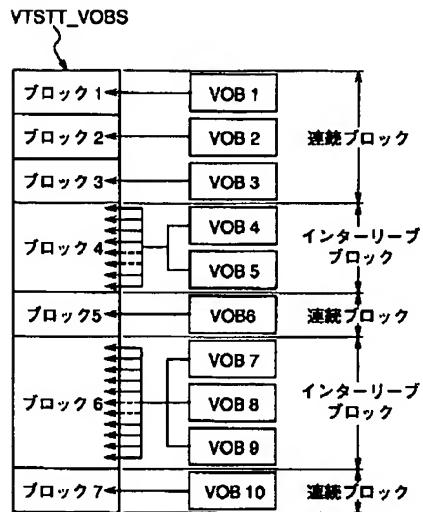 VTSTT_VOBS
ブロック1
VOB 1
ブロック2
VOB 2
連続ブロック
ブロック3
VOB 3
ブロック4
VOB 4
VOB 5
インターリーブ
ブロック
ブロック5
VOB6
連続ブロック
ブロック6
VOB 7
VOB 8
VOB 9
インターリーブ
ブロック
ブロック7
VOB 10
連続ブロック